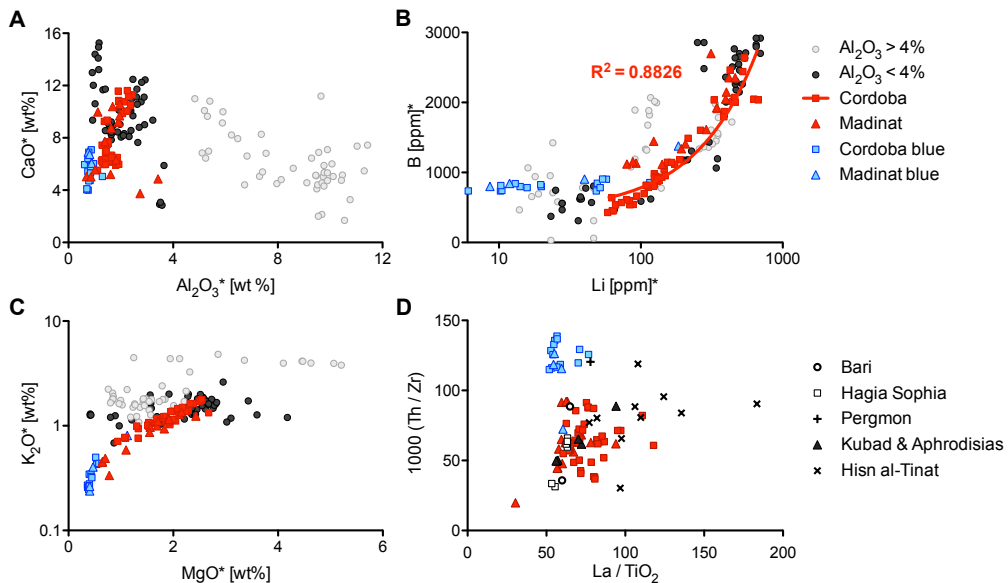 A
CaO* [wt%]
16
12
8
4
0
0
4
8
12
Al₂O₃* [wt %]
B
B [ppm]*
3000
2000
1000
0
R² = 0.8826
10
100
1000
Li [ppm]*
Al₂O₃ > 4%
Al₂O₃ < 4%
Cordoba
Madinat
Cordoba blue
Madinat blue
C
K₂O* [wt%]
10
1
0.1
0
2
4
6
MgO* [wt%]
D
1000 (Th / Zr)
150
100
50
0
0
50
100
150
200
La / TiO₂
Bari
Hagia Sophia
Pergmon
Kubad & Aphrodisias
Hisn al-Tinat